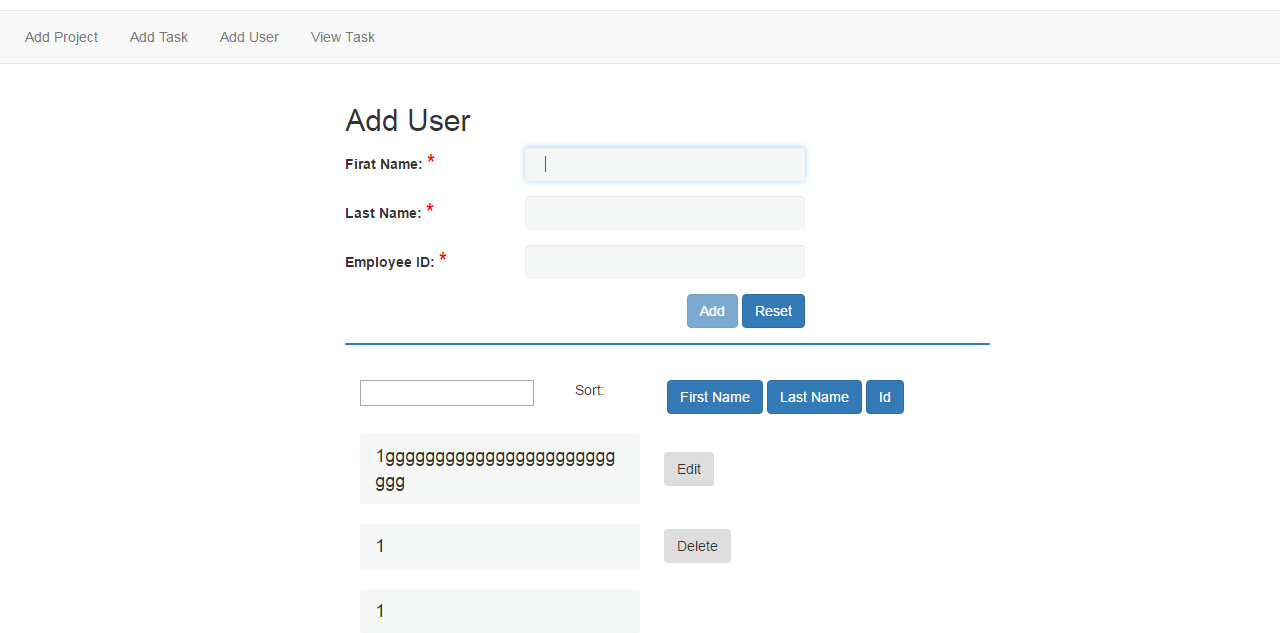 Add Project Add Task Add User View Task
Add User
Firat Name: *
Last Name: *
Employee ID: *
Add Reset
Sort: First Name Last Name Id
1ggggggggggggggggggggggg
ggg
Edit
1
Delete
1